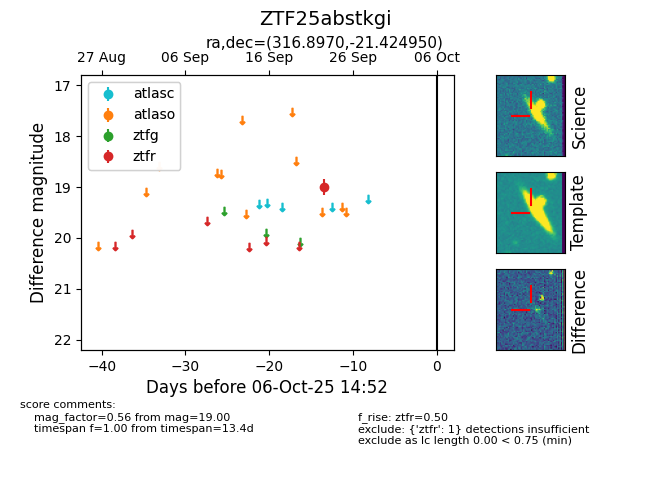 ZTF25abstkgi
ra,dec=(316.8970,-21.424950)
27 Aug 06 Sep 16 Sep 26 Sep 06 Oct
17
18
19
20
21
22
Difference magnitude
atlasc
atlaso
ztfg
ztfr
−40 −30 −20 −10 0
Days before 06-Oct-25 14:52
Science
Template
Difference
score comments:
mag_factor=0.56 from mag=19.00
timespan f=1.00 from timespan=13.4d
f_rise: ztfr=0.50
exclude: {'ztfr': 1} detections insufficient
exclude as lc length 0.00 < 0.75 (min)